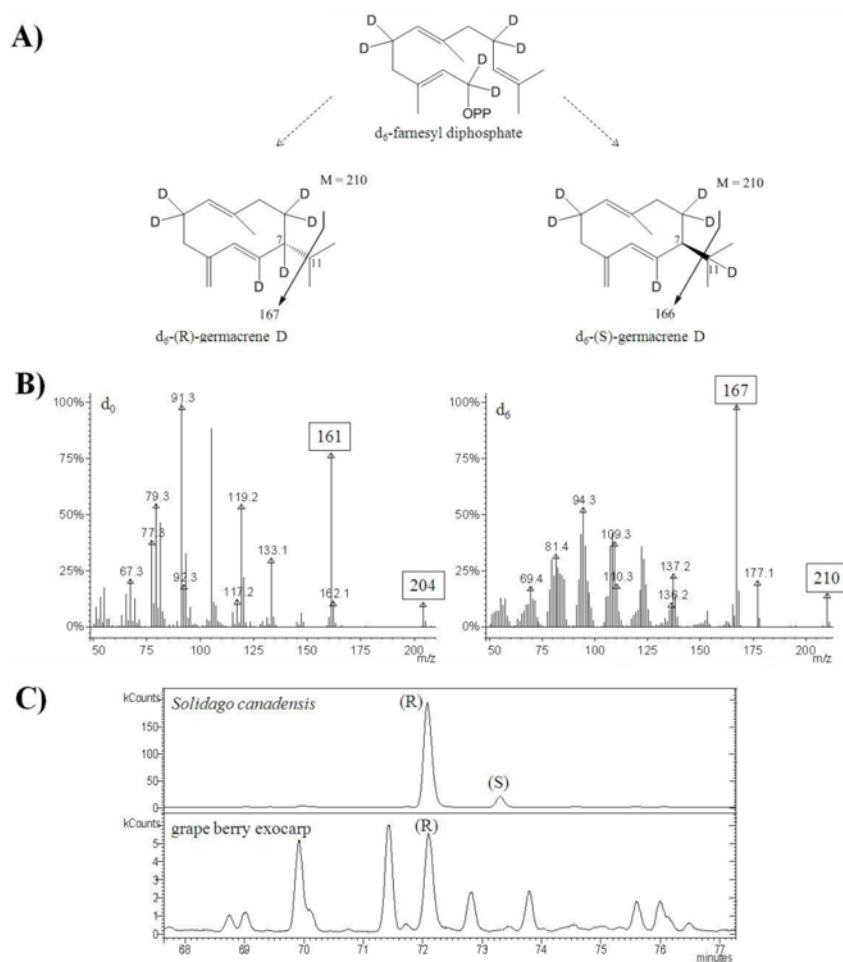 A)
D D
D D
D
D
OPP
d6-farnesyl diphosphate
M = 210
D D
D D
7
11
D
D
167
d6-(R)-germacrene D
M = 210
D D
D D
7
11
D
D
166
d6-(S)-germacrene D
B)
100%
75%
50%
25%
0%
d0
91.3
161
79.3
119.2
77.3
133.1
67.3
92.3
117.2
162.1
204
50 75 100 125 150 175 200
m/z
100%
75%
50%
25%
0%
d6
167
94.3
109.3
81.4
69.4
110.3
137.2
136.2
177.1
210
50 75 100 125 150 175 200
m/z
C)
kCounts
Solidago canadensis
(R)
150
100
50
0
(S)
kCounts
grape berry exocarp
(R)
5
4
3
2
1
0
68 69 70 71 72 73 74 75 76 77
minutes